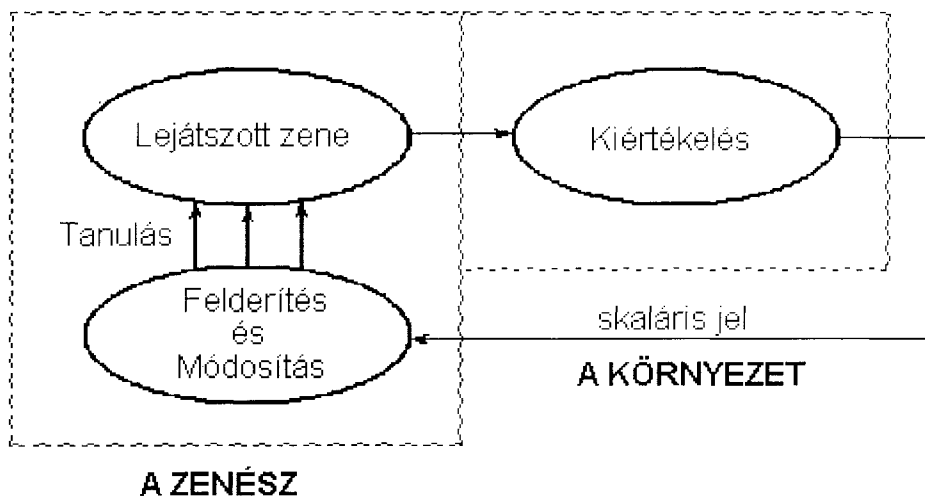 Lejátszott zene
Kiértékelés
Tanulás
Felderítés
és
Módosítás
skaláris jel
A KÖRNYEZET
A ZENÉSZ